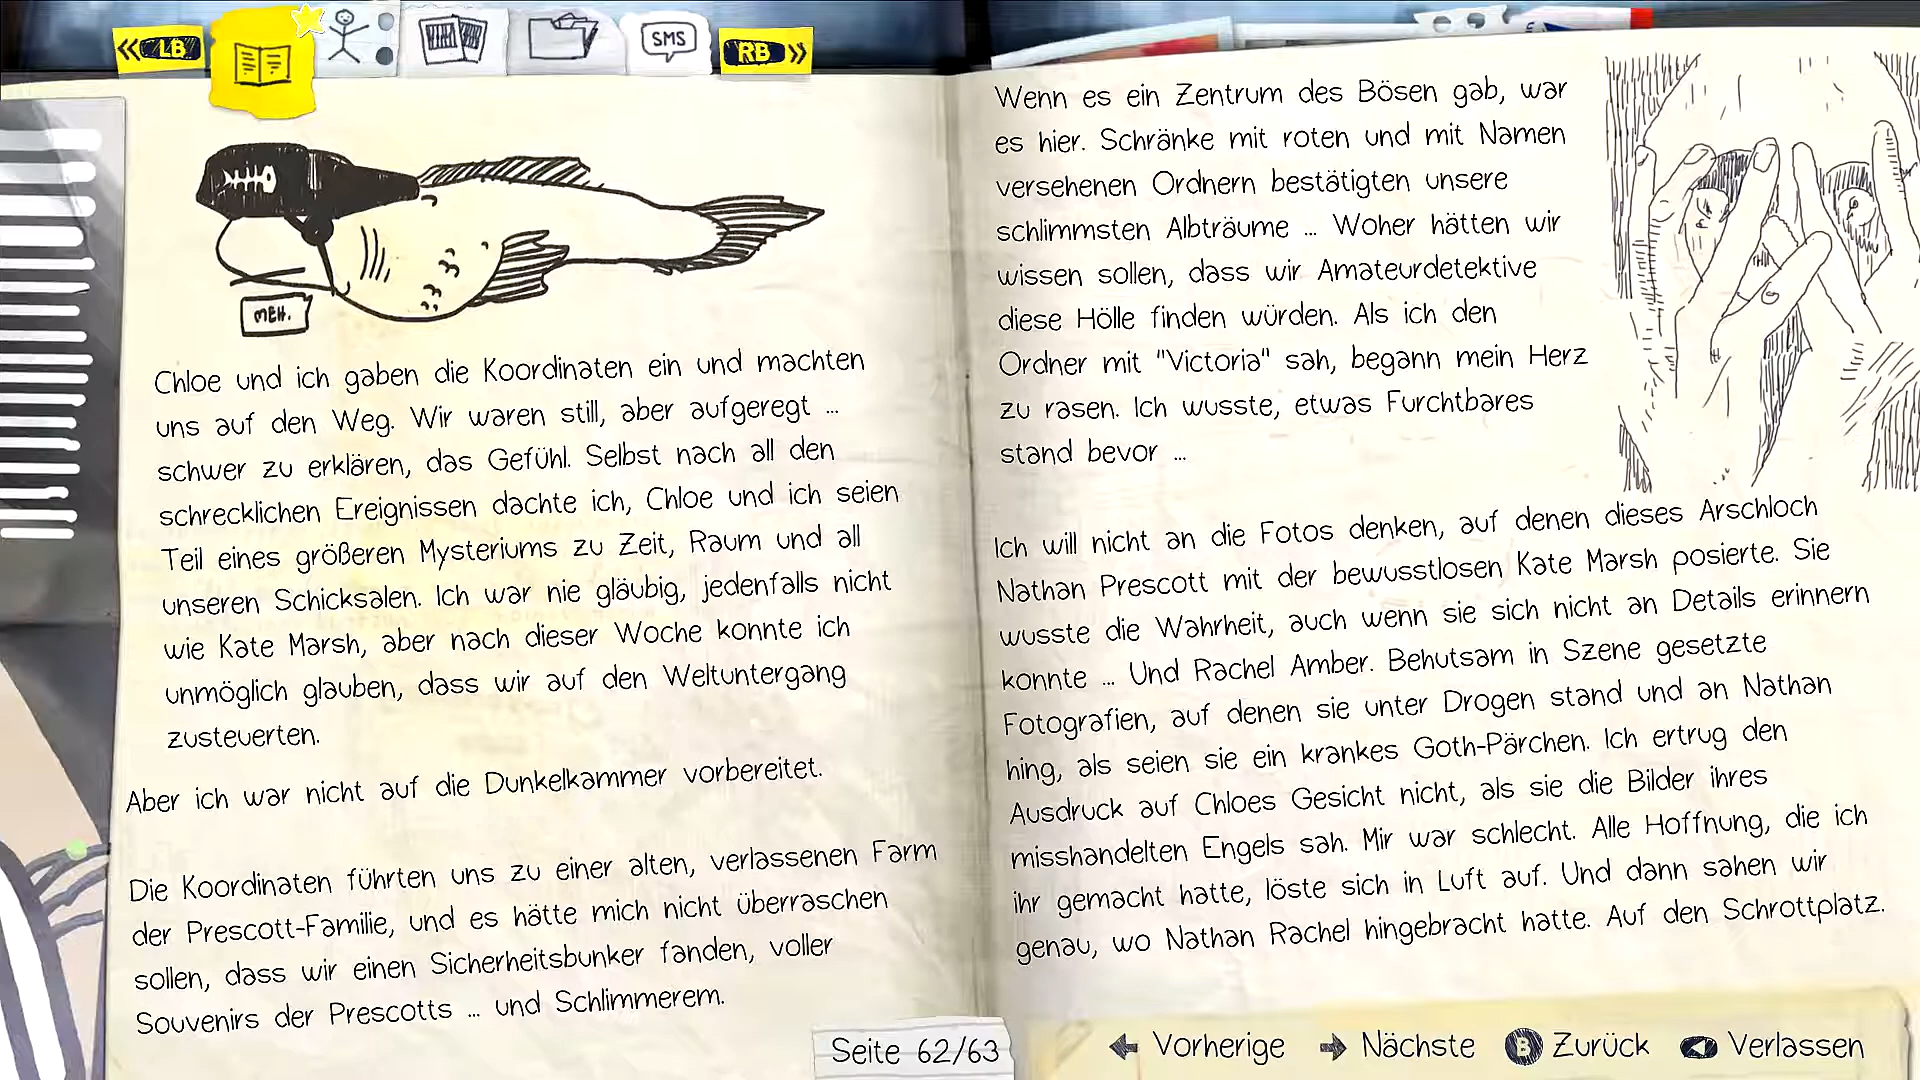 LB
SMS
RB
MEH.
Chloe und ich gaben die Koordinaten ein und machten
uns auf den Weg. Wir waren still, aber aufgeregt ...
schwer zu erklären, das Gefühl. Selbst nach all den
schrecklichen Ereignissen dachte ich, Chloe und ich seien
Teil eines größeren Mysteriums zu Zeit, Raum und all
unseren Schicksalen. Ich war nie gläubig, jedenfalls nicht
wie Kate Marsh, aber nach dieser Woche konnte ich
unmöglich glauben, dass wir auf den Weltuntergang
zusteuerten.
Aber ich war nicht auf die Dunkelkammer vorbereitet.
Die Koordinaten führten uns zu einer alten, verlassenen Farm
der Prescott-Familie, und es hätte mich nicht überraschen
sollen, dass wir einen Sicherheitsbunker fanden, voller
Souvenirs der Prescotts ... und Schlimmerem.
Wenn es ein Zentrum des Bösen gab, war
es hier. Schränke mit roten und mit Namen
versehenen Ordnern bestätigten unsere
schlimmsten Albträume ... Woher hätten wir
wissen sollen, dass wir Amateurdetektive
diese Hölle finden würden. Als ich den
Ordner mit "Victoria" sah, begann mein Herz
zu rasen. Ich wusste, etwas Furchtbares
stand bevor ...
Ich will nicht an die Fotos denken, auf denen dieses Arschloch
Nathan Prescott mit der bewusstlosen Kate Marsh posierte. Sie
wusste die Wahrheit, auch wenn sie sich nicht an Details erinnern
konnte ... Und Rachel Amber. Behutsam in Szene gesetzte
Fotografien, auf denen sie unter Drogen stand und an Nathan
hing, als seien sie ein krankes Goth-Pärchen. Ich ertrug den
Ausdruck auf Chloes Gesicht nicht, als sie die Bilder ihres
misshandelten Engels sah. Mir war schlecht. Alle Hoffnung, die ich
ihr gemacht hatte, löste sich in Luft auf. Und dann sahen wir
genau, wo Nathan Rachel hingebracht hatte. Auf den Schrottplatz.
Seite 62/63
Vorherige
Nächste
B Zurück
Verlassen